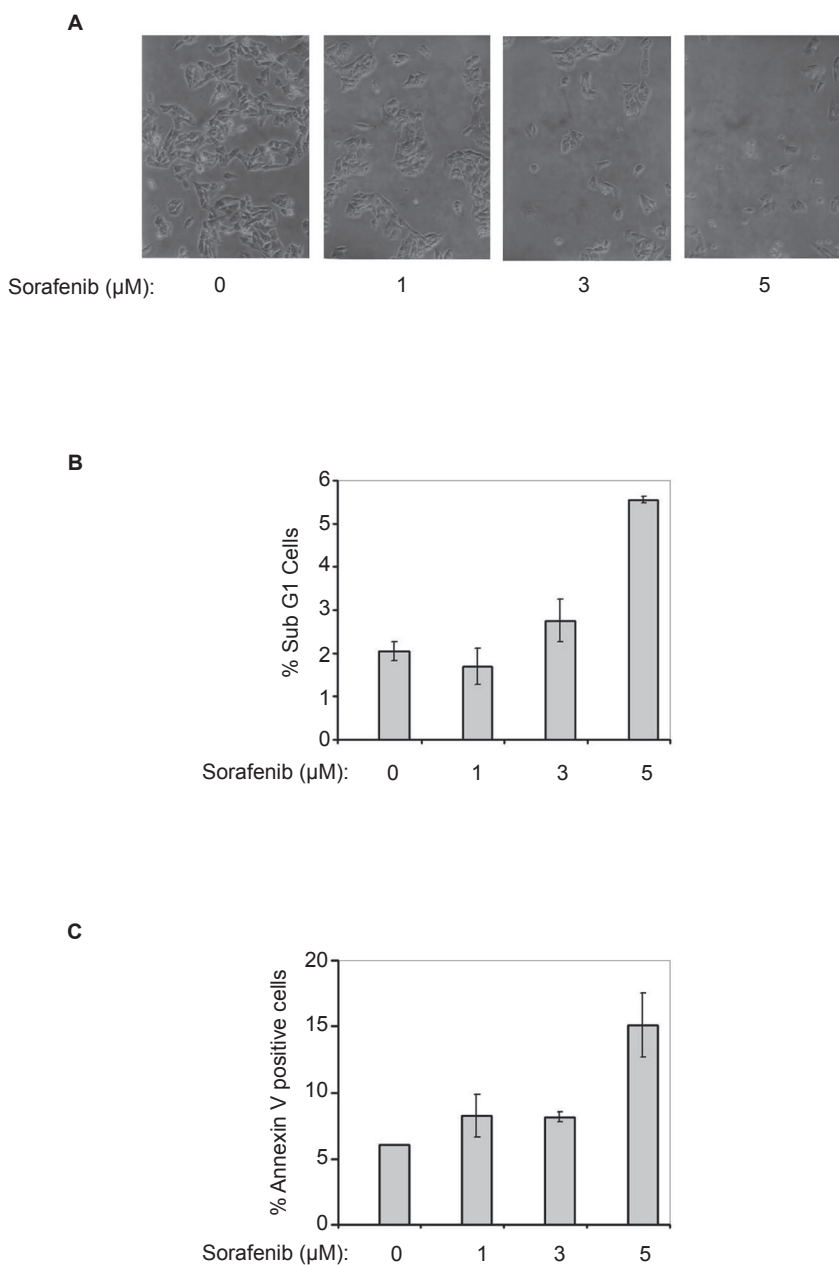 A
Sorafenib (µM): 0 1 3 5
B
% Sub G1 Cells
6
5
4
3
2
1
0
Sorafenib (µM): 0 1 3 5
C
% Annexin V positive cells
20
15
10
5
0
Sorafenib (µM): 0 1 3 5